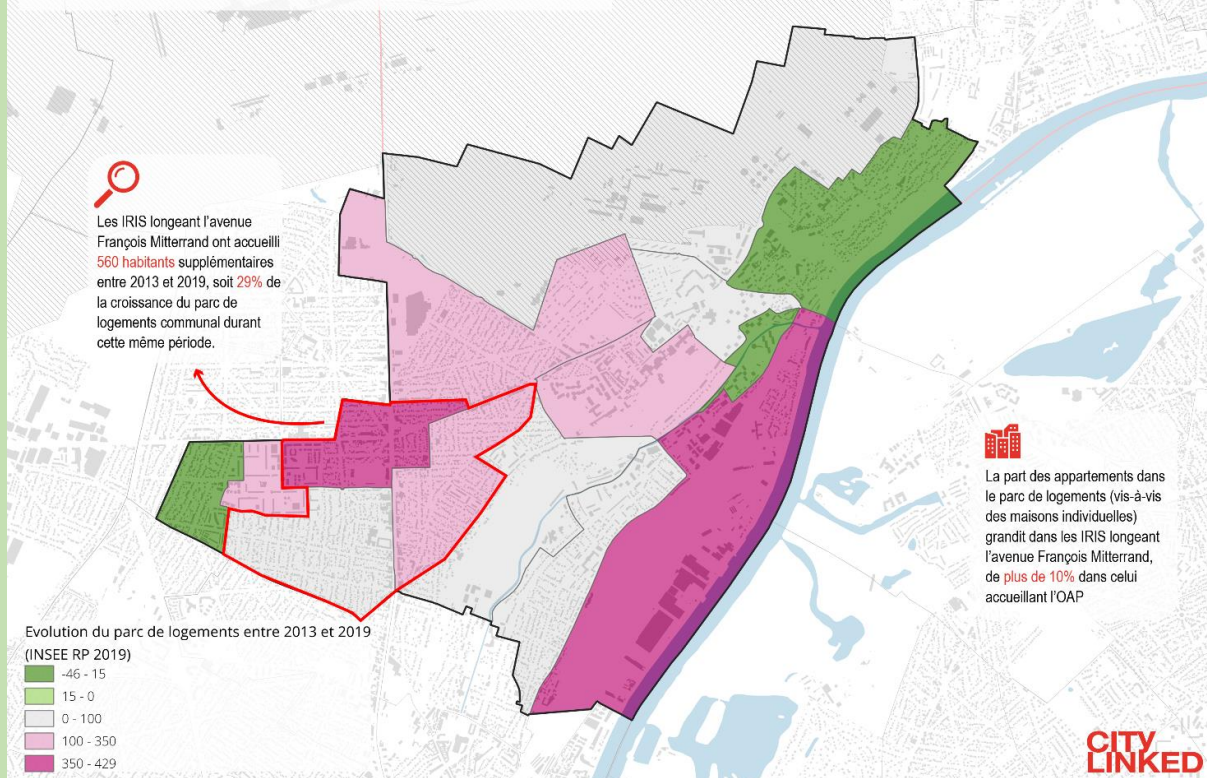 Les IRIS longeant l'avenue
François Mitterrand ont accueilli
560 habitants supplémentaires
entre 2013 et 2019, soit 29% de
la croissance du parc de
logements communal durant
cette même période.
La part des appartements dans
le parc de logements (vis-à-vis
des maisons individuelles)
grandit dans les IRIS longeant
l'avenue François Mitterrand,
de plus de 10% dans celui
accueillant l'OAP
Evolution du parc de logements entre 2013 et 2019
(INSEE RP 2019)
-46 - 15
15 - 0
0 - 100
100 - 350
350 - 429
CITY
LINKED